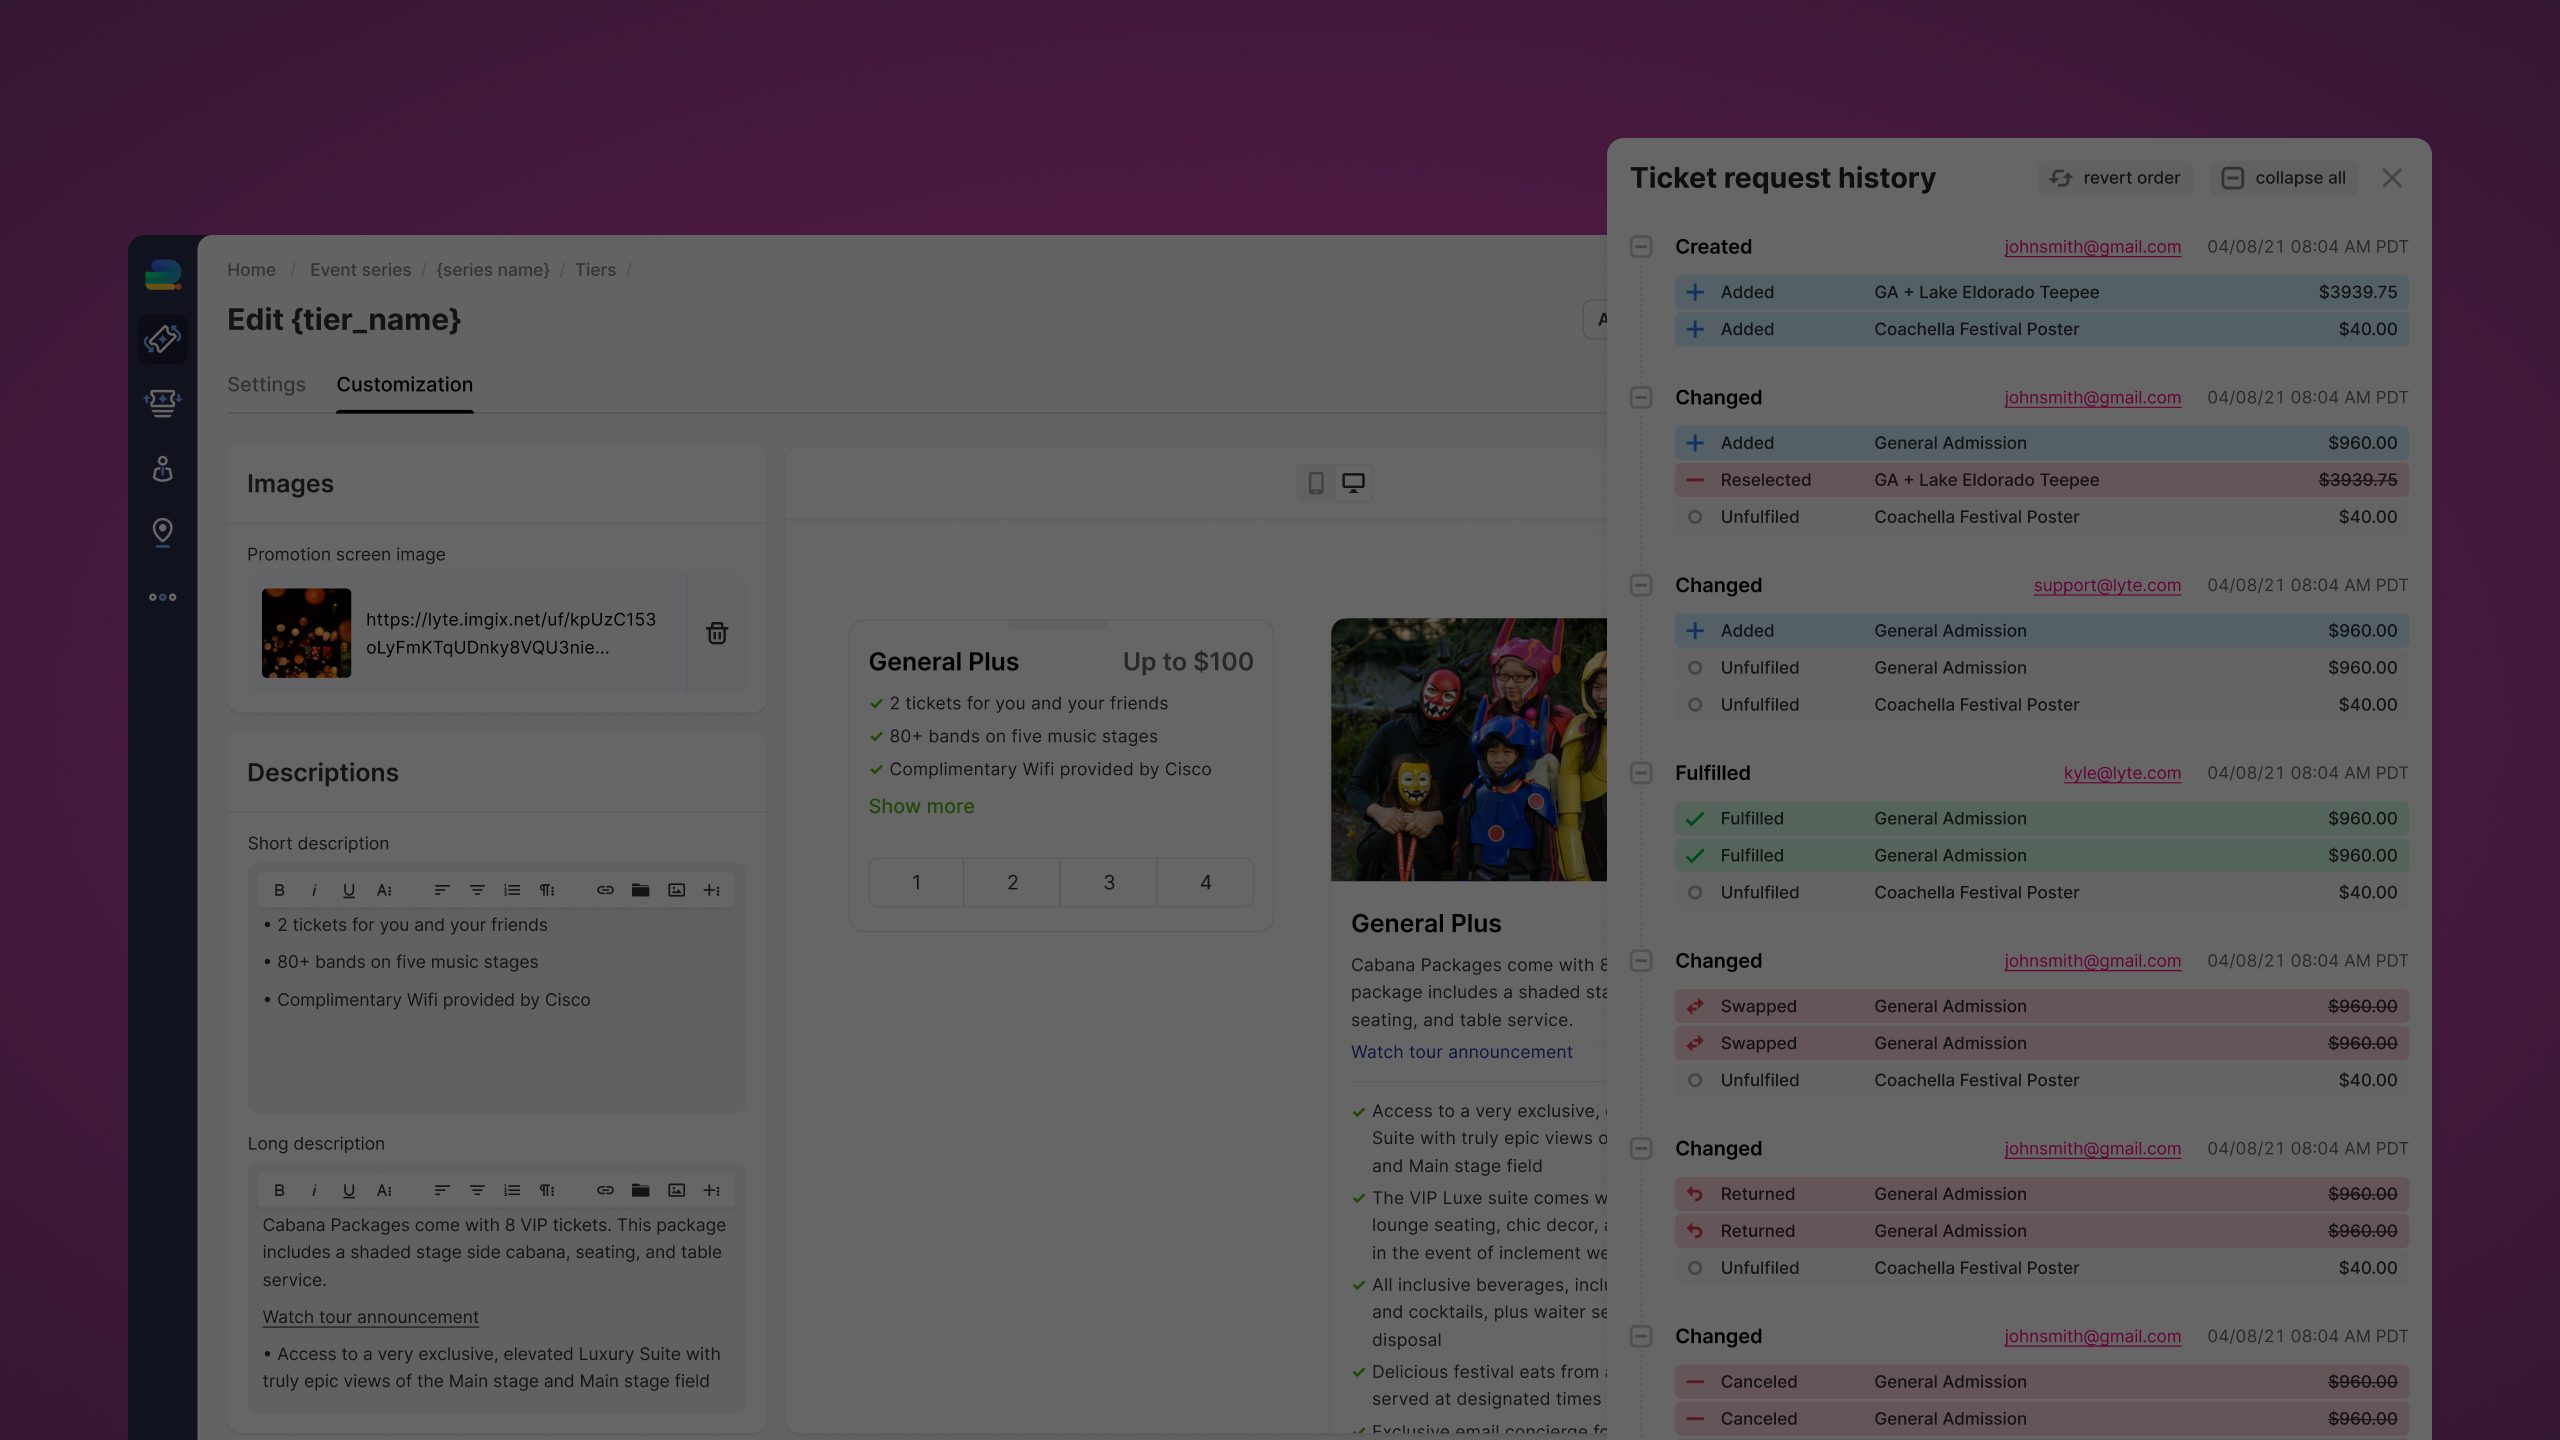 Home / Event series / {series name} / Tiers /
Edit {tier_name}
Settings
Customization
Images
Promotion screen image
https://lyte.imgix.net/uf/kpUzC153
oLyFmKTqUDnky8VQU3nie...
Descriptions
Short description
B i U A
• 2 tickets for you and your friends
• 80+ bands on five music stages
• Complimentary Wifi provided by Cisco
Long description
B i U A
Cabana Packages come with 8 VIP tickets. This package
includes a shaded stage side cabana, seating, and table
service.
Watch tour announcement
• Access to a very exclusive, elevated Luxury Suite with
truly epic views of the Main stage and Main stage field
General Plus Up to $100
2 tickets for you and your friends
80+ bands on five music stages
Complimentary Wifi provided by Cisco
Show more
1 2 3 4
General Plus
Cabana Packages come with 8
package includes a shaded sta
seating, and table service.
Watch tour announcement
Access to a very exclusive,
Suite with truly epic views o
and Main stage field
The VIP Luxe suite comes w
lounge seating, chic decor,
in the event of inclement we
All inclusive beverages, inclu
and cocktails, plus waiter se
disposal
Delicious festival eats from
served at designated times
Exclusive email concierge fo
Ticket request history
revert order
collapse all
Created johnsmith@gmail.com 04/08/21 08:04 AM PDT
Added GA + Lake Eldorado Teepee $3939.75
Added Coachella Festival Poster $40.00
Changed johnsmith@gmail.com 04/08/21 08:04 AM PDT
Added General Admission $960.00
Reselected GA + Lake Eldorado Teepee $3939.75
Unfulfiled Coachella Festival Poster $40.00
Changed support@lyte.com 04/08/21 08:04 AM PDT
Added General Admission $960.00
Unfulfiled General Admission $960.00
Unfulfiled Coachella Festival Poster $40.00
Fulfilled kyle@lyte.com 04/08/21 08:04 AM PDT
Fulfilled General Admission $960.00
Fulfilled General Admission $960.00
Unfulfiled Coachella Festival Poster $40.00
Changed johnsmith@gmail.com 04/08/21 08:04 AM PDT
Swapped General Admission $960.00
Swapped General Admission $960.00
Unfulfiled Coachella Festival Poster $40.00
Changed johnsmith@gmail.com 04/08/21 08:04 AM PDT
Returned General Admission $960.00
Returned General Admission $960.00
Unfulfiled Coachella Festival Poster $40.00
Changed johnsmith@gmail.com 04/08/21 08:04 AM PDT
Canceled General Admission $960.00
Canceled General Admission $960.00